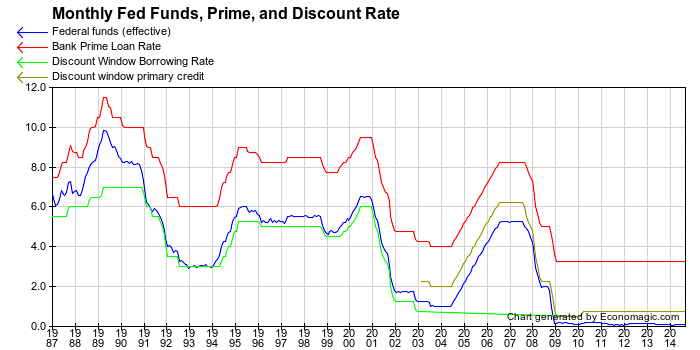 Monthly Fed Funds, Prime, and Discount Rate
Federal funds (effective)
Bank Prime Loan Rate
Discount Window Borrowing Rate
Discount window primary credit
12.0
10.0
8.0
6.0
4.0
2.0
0.0
Chart generated by Economagic.com
19 19 19 19 19 19 19 19 19 19 19 19 19 20 20 20 20 20 20 20 20 20 20 20 20 20 20 20
87 88 89 90 91 92 93 94 95 96 97 98 99 00 01 02 03 04 05 06 07 08 09 10 11 12 13 14